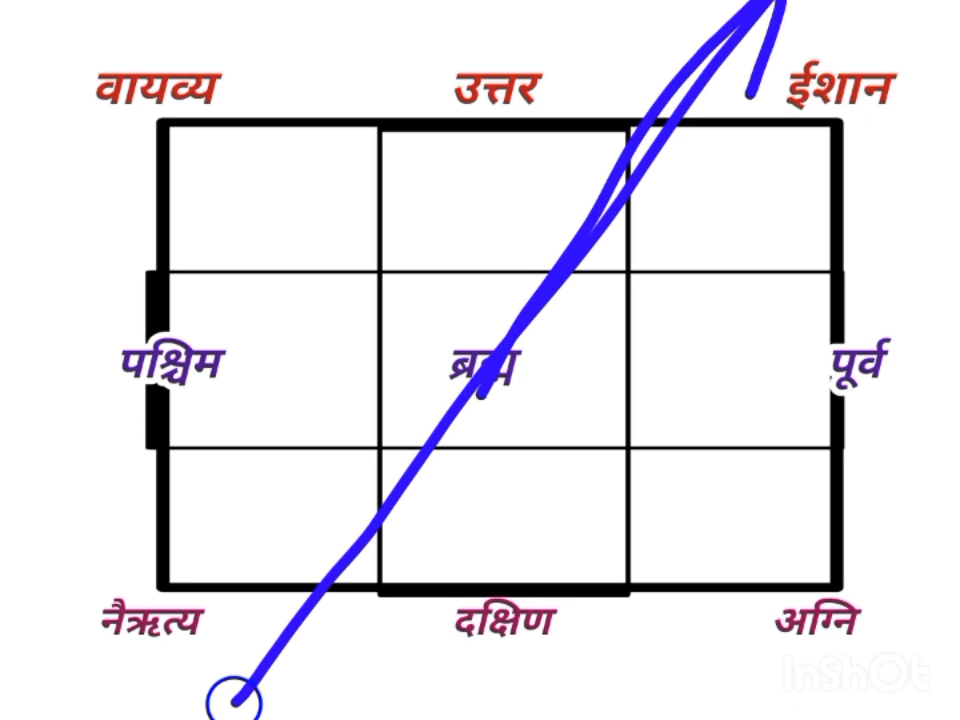 वायव्य उत्तर ईशान
पश्चिम ब्रह्म पूर्व
नैऋत्य दक्षिण अग्नि
InShOt